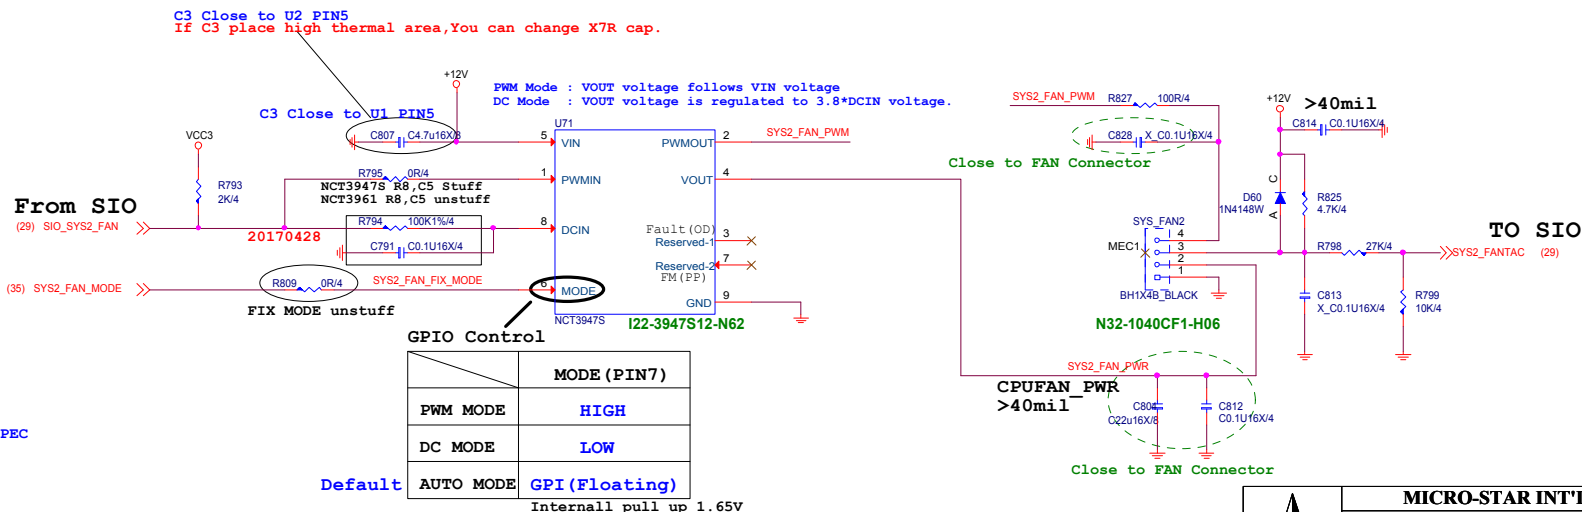 C3 Close to U2 PIN5
If C3 place high thermal area,You can change X7R cap.
+12V
PWM Mode : VOUT voltage follows VIN voltage
DC Mode : VOUT voltage is regulated to 3.8*DCIN voltage.
C3 Close to U1 PIN5
C807
C4.7u16X/8
VCC3
R793
2K/4
R795
0R/4
NCT3947S R8,C5 Stuff
NCT3961 R8,C5 unstuff
From SIO
(29) SIO_SYS2_FAN
20170428
R794
100K1%/4
C791
C0.1U16X/4
(35) SYS2_FAN_MODE
R809
0R/4
SYS2_FAN_FIX_MODE
FIX MODE unstuff
U71
5
VIN
1
PWMIN
8
DCIN
6
MODE
PWMOUT
2
VOUT
4
Fault(OD)
Reserved-1
3
Reserved-2
7
FM(PP)
GND
9
NCT3947S
I22-3947S12-N62
SYS2_FAN_PWM
GPIO Control
MODE(PIN7)
PWM MODE
HIGH
DC MODE
LOW
Default
AUTO MODE
GPI(Floating)
Internall pull up 1.65V
PEC
SYS2_FAN_PWM
R827
100R/4
C828
X_C0.1U16X/4
Close to FAN Connector
+12V
>40mil
C814
C0.1U16X/4
C
D60
1N4148W
A
R825
4.7K/4
SYS_FAN2
MEC1
4
3
2
1
BH1X4B_BLACK
N32-1040CF1-H06
TO SIO
R798
27K/4
SYS2_FANTAC
(29)
C813
X_C0.1U16X/4
R799
10K/4
SYS2_FAN_PWR
CPUFAN_PWR
>40mil
C804
C22u16X/8
C812
C0.1U16X/4
Close to FAN Connector
MICRO-STAR INT'L